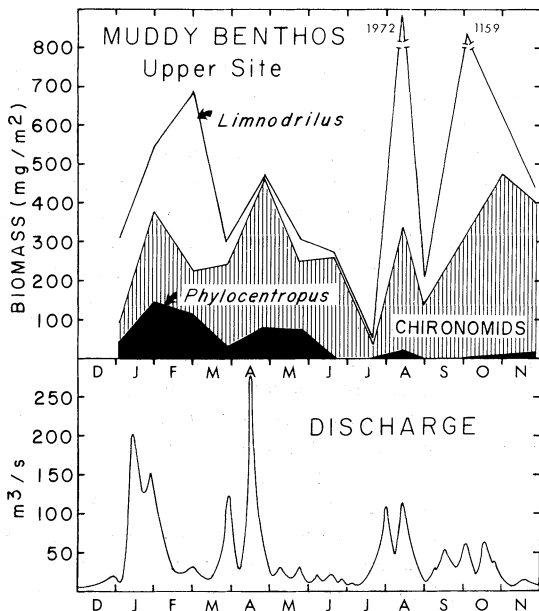 1972
1159
MUDDY BENTHOS
Upper Site
Limnodrilus
Phylocentropus
CHIRONOMIDS
BIOMASS (mg/m2)
800
700
600
500
400
300
200
100
D J F M A M J J A S O N
DISCHARGE
m3/s
250
200
150
100
50
D J F M A M J J A S O N